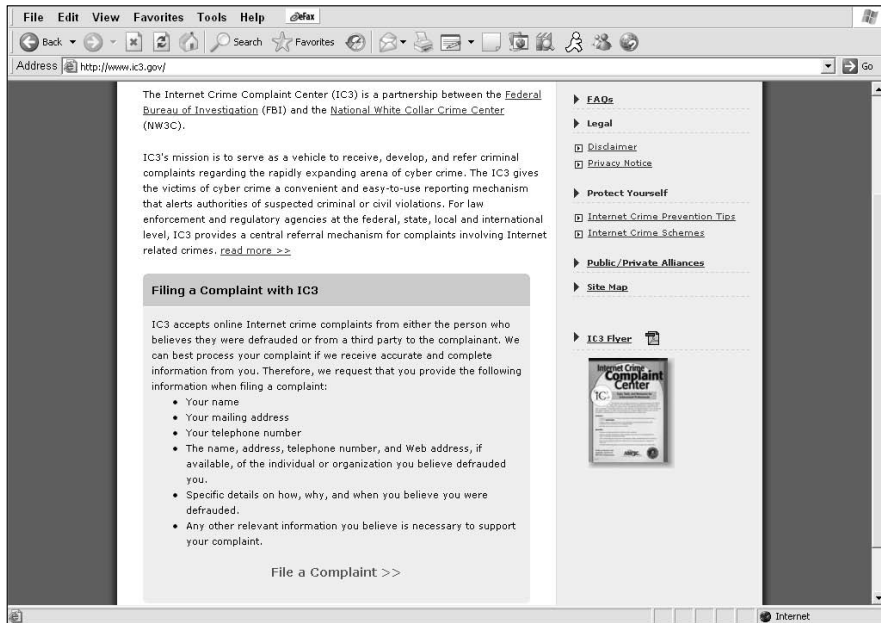 File Edit View Favorites Tools Help eFax
Back Search Favorites
Address http://www.ic3.gov/ Go
The Internet Crime Complaint Center (IC3) is a partnership between the Federal
Bureau of Investigation (FBI) and the National White Collar Crime Center
(NW3C).
IC3's mission is to serve as a vehicle to receive, develop, and refer criminal
complaints regarding the rapidly expanding arena of cyber crime. The IC3 gives
the victims of cyber crime a convenient and easy-to-use reporting mechanism
that alerts authorities of suspected criminal or civil violations. For law
enforcement and regulatory agencies at the federal, state, local and international
level, IC3 provides a central referral mechanism for complaints involving Internet
related crimes. read more >>
Filing a Complaint with IC3
IC3 accepts online Internet crime complaints from either the person who
believes they were defrauded or from a third party to the complainant. We
can best process your complaint if we receive accurate and complete
information from you. Therefore, we request that you provide the following
information when filing a complaint:
• Your name
• Your mailing address
• Your telephone number
• The name, address, telephone number, and Web address, if
available, of the individual or organization you believe defrauded
you.
• Specific details on how, why, and when you believe you were
defrauded.
• Any other relevant information you believe is necessary to support
your complaint.
File a Complaint >>
FAQs
Legal
Disclaimer
Privacy Notice
Protect Yourself
Internet Crime Prevention Tips
Internet Crime Schemes
Public/Private Alliances
Site Map
IC3 Flyer
Internet Crime
Complaint
Center
IC3
Internet